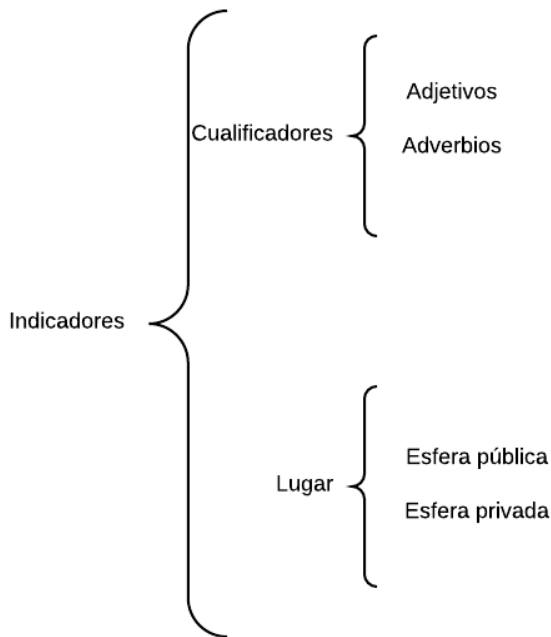 Indicadores
Cualificadores
Adjetivos
Adverbios
Lugar
Esfera pública
Esfera privada